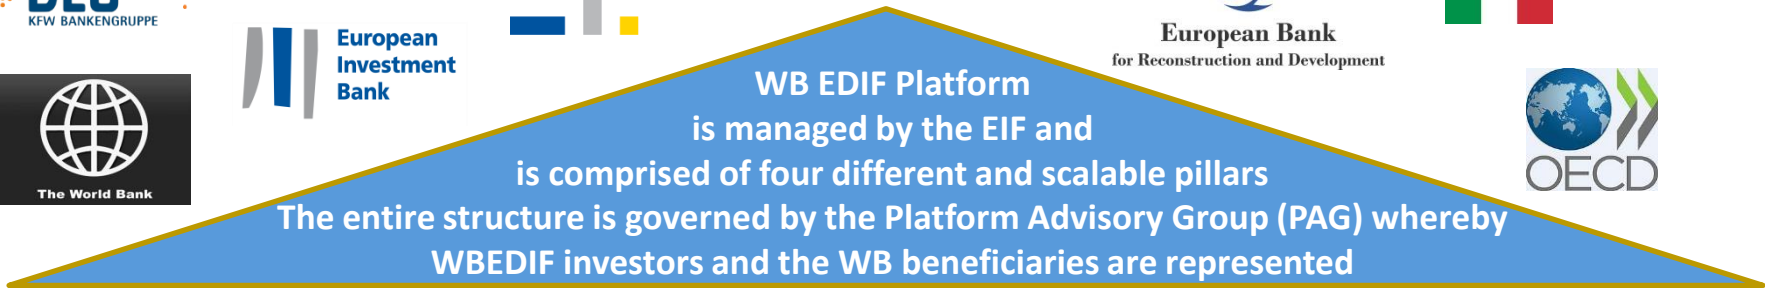 KFW BANKENGRUPPE
European
Investment
Bank
The World Bank
European Bank
for Reconstruction and Development
OECD
WB EDIF Platform
is managed by the EIF and
is comprised of four different and scalable pillars
The entire structure is governed by the Platform Advisory Group (PAG) whereby
WBEDIF investors and the WB beneficiaries are represented